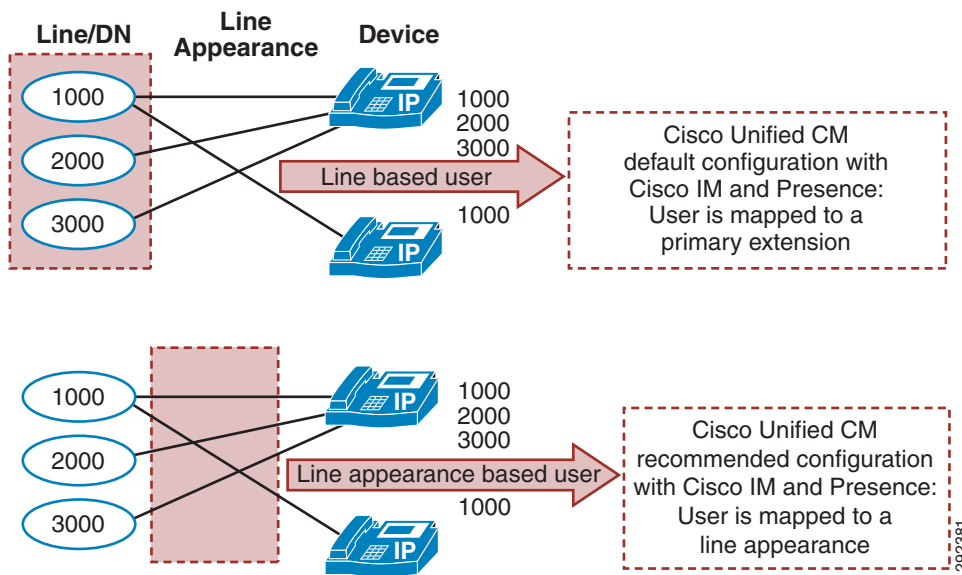 Line/DN
Line
Appearance
Device
1000
2000
3000
IP
1000
2000
3000
Line based user
1000
IP
Cisco Unified CM
default configuration with
Cisco IM and Presence:
User is mapped to a
primary extension
1000
2000
3000
IP
1000
2000
3000
Line appearance based user
1000
IP
Cisco Unified CM
recommended configuration
with Cisco IM and Presence:
User is mapped to a
line appearance
292381